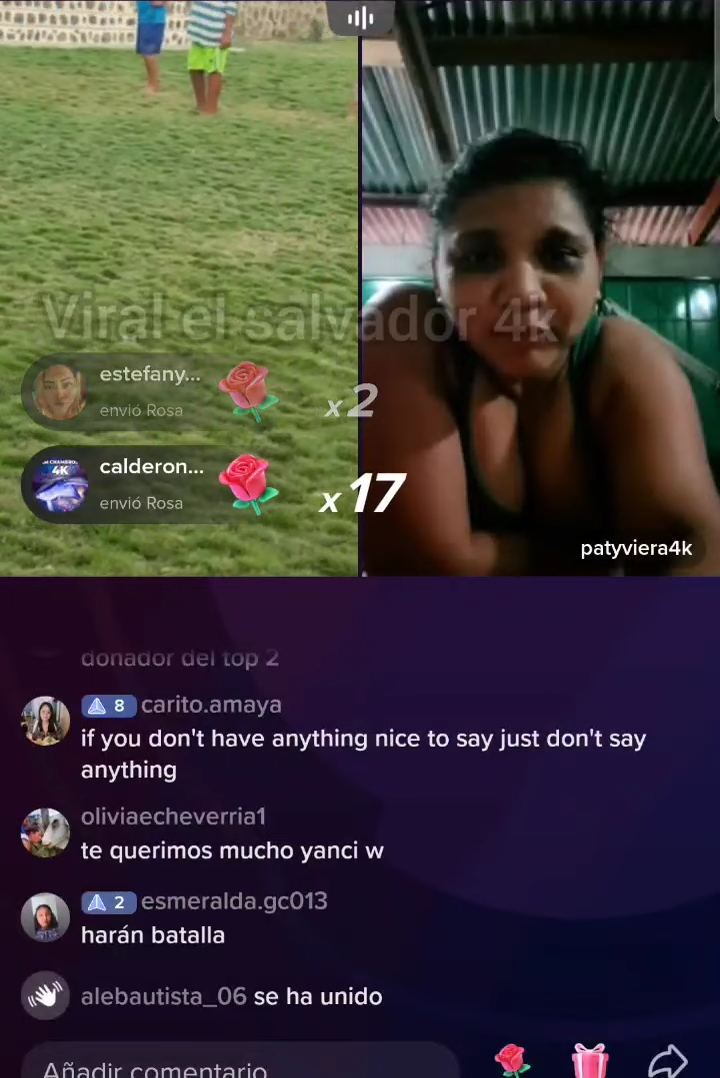 Viral el salvador 4k
estefany...
envió Rosa
x2
4K
calderon...
envió Rosa
x17
patyviera4k
donador del top 2
8 carito.amaya
if you don't have anything nice to say just don't say
anything
oliviaecheverria1
te querimos mucho yanci w
2 esmeralda.gc013
harán batalla
alebautista_06 se ha unido
Añadir comentario